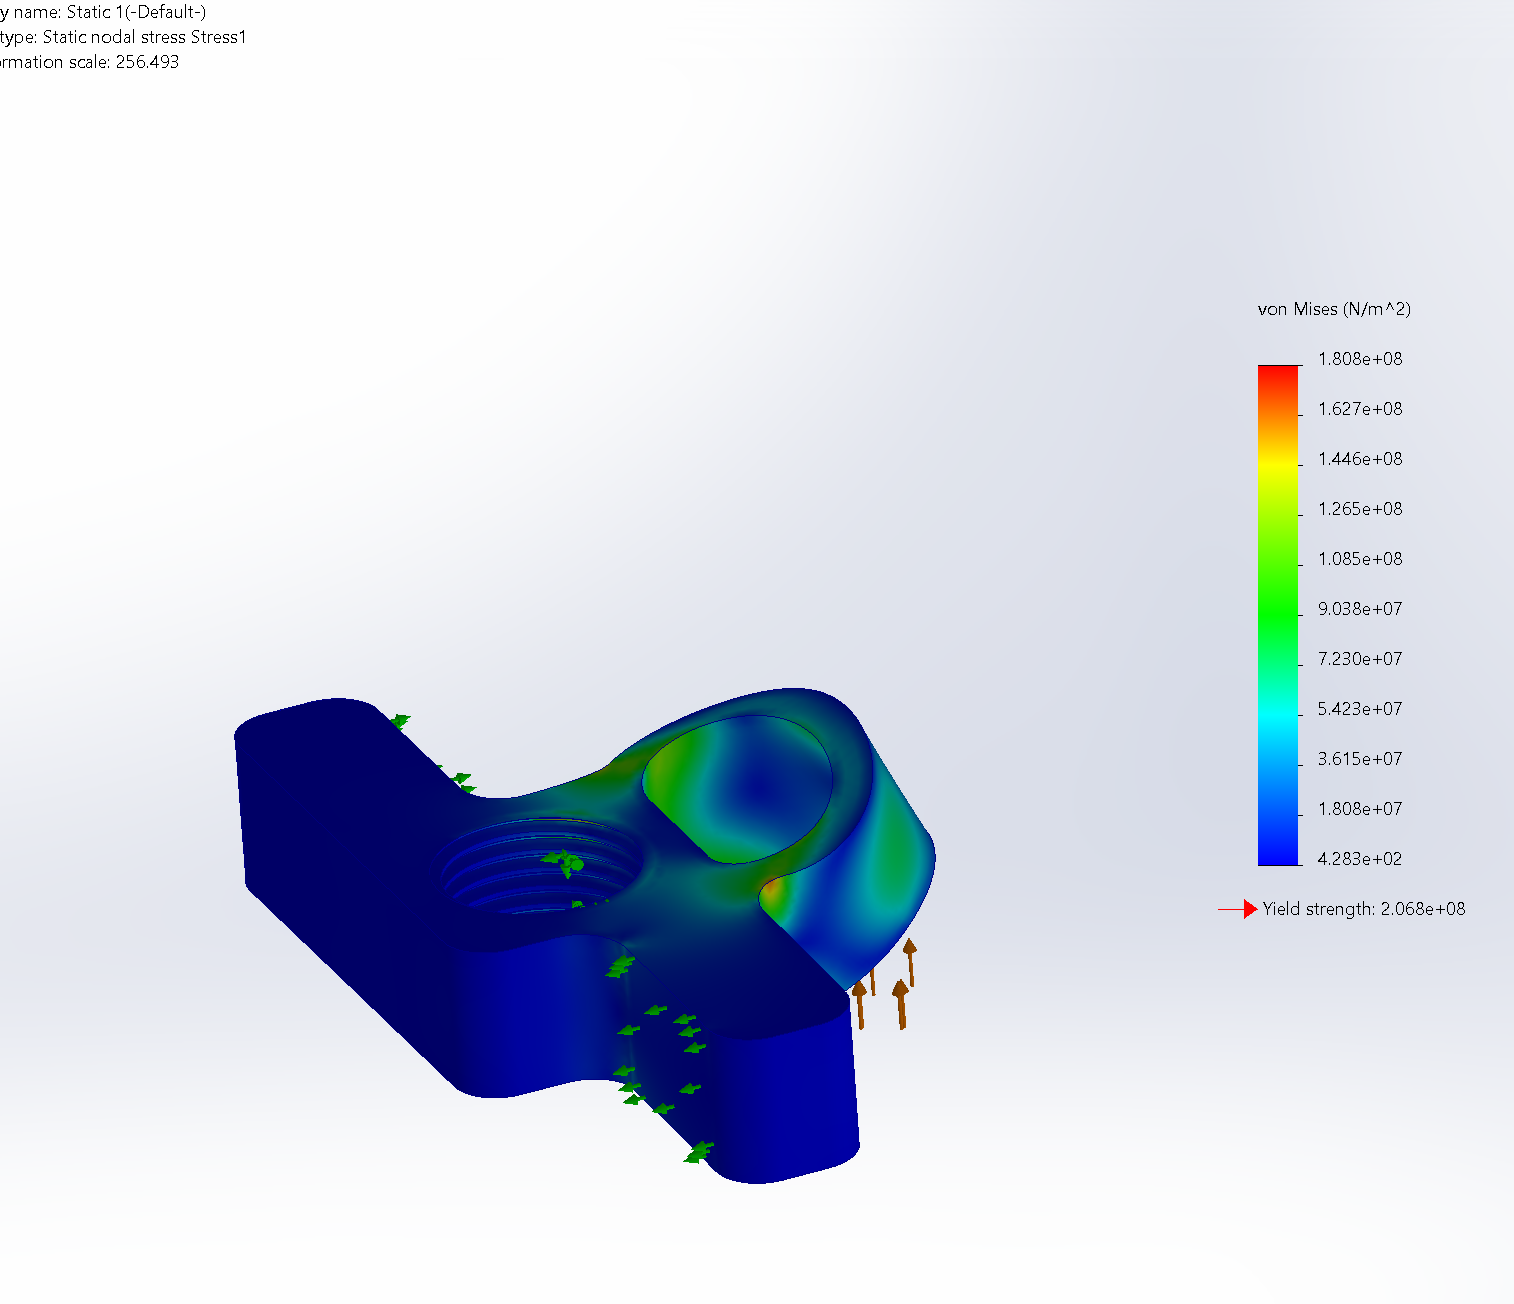 y name: Static 1(-Default-)
type: Static nodal stress Stress1
ormation scale: 256.493
von Mises (N/m^2)
1.808e+08
1.627e+08
1.446e+08
1.265e+08
1.085e+08
9.038e+07
7.230e+07
5.423e+07
3.615e+07
1.808e+07
4.283e+02
Yield strength: 2.068e+08